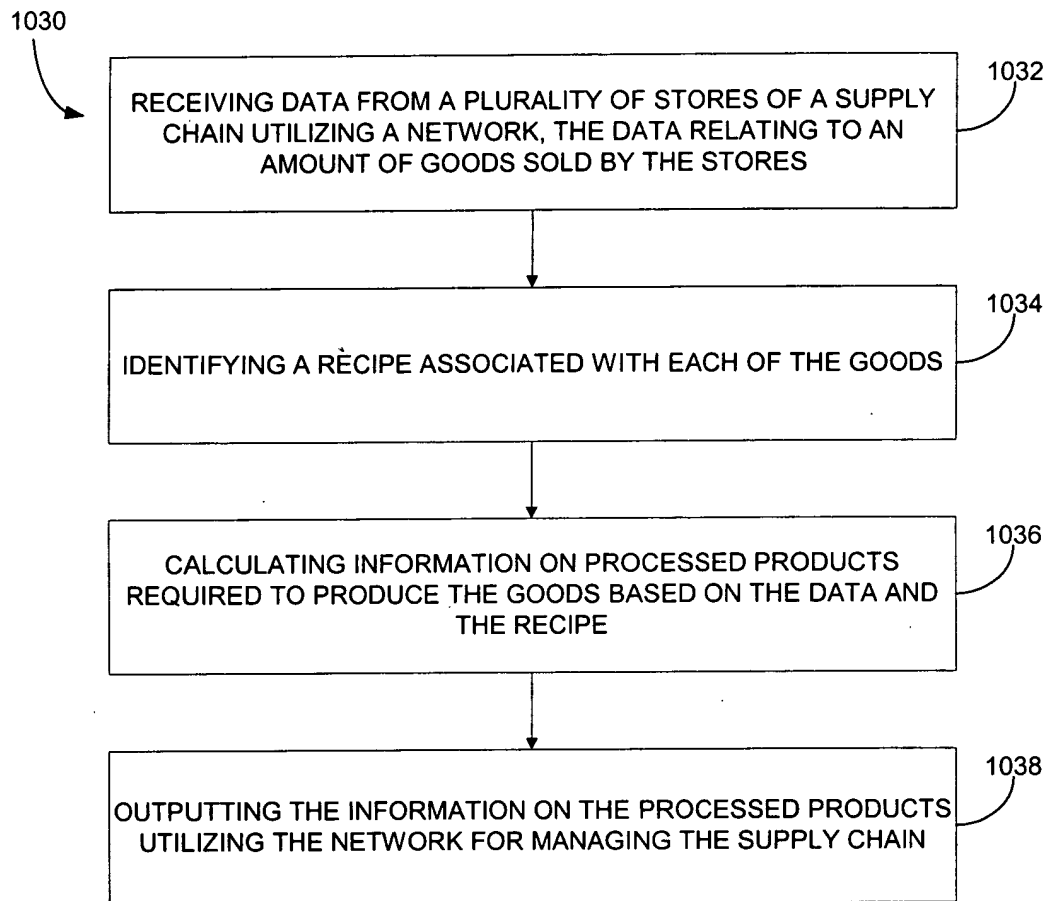 1030
1032
RECEIVING DATA FROM A PLURALITY OF STORES OF A SUPPLY
CHAIN UTILIZING A NETWORK, THE DATA RELATING TO AN
AMOUNT OF GOODS SOLD BY THE STORES
1034
IDENTIFYING A RECIPE ASSOCIATED WITH EACH OF THE GOODS
1036
CALCULATING INFORMATION ON PROCESSED PRODUCTS
REQUIRED TO PRODUCE THE GOODS BASED ON THE DATA AND
THE RECIPE
1038
OUTPUTTING THE INFORMATION ON THE PROCESSED PRODUCTS
UTILIZING THE NETWORK FOR MANAGING THE SUPPLY CHAIN